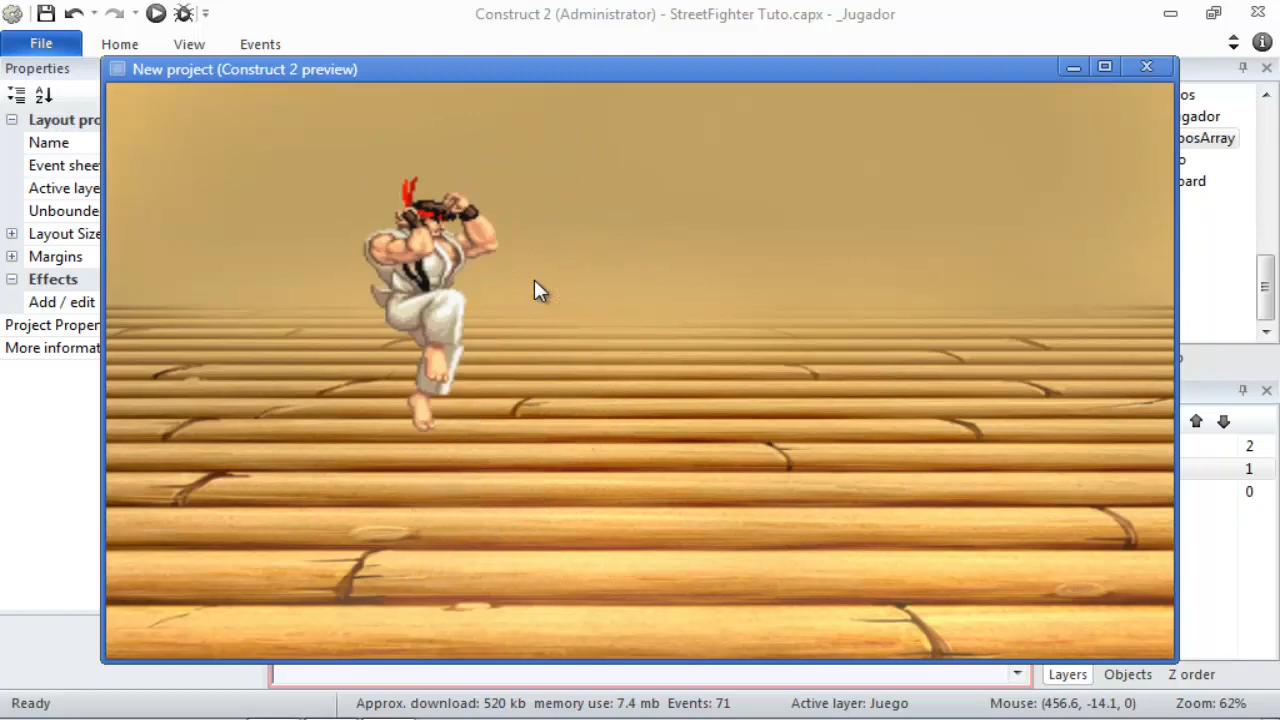 Construct 2 (Administrator) - StreetFighter Tuto.capx - _Jugador
File Home View Events
Properties
New project (Construct 2 preview)
Layout pro
Name
Event shee
Active laye
Unbounde
Layout Size
Margins
Effects
Add / edit
Project Proper
More informat
os
gador
oosArray
o
oard
2
1
0
Layers Objects Z order
Ready Approx. download: 520 kb memory use: 7.4 mb Events: 71 Active layer: Juego Mouse: (456.6, -14.1, 0) Zoom: 62%